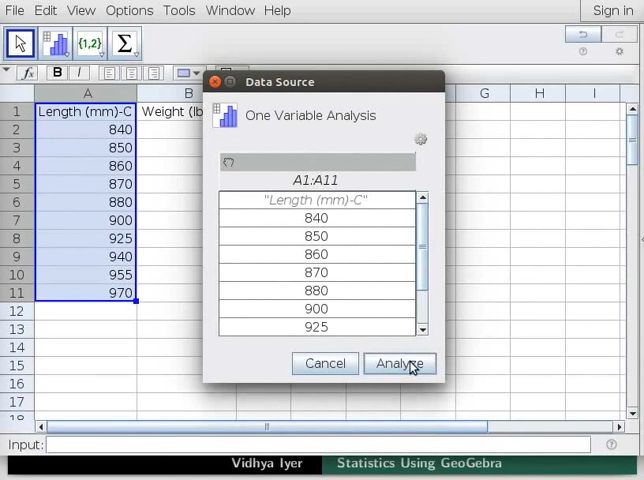 File Edit View Options Tools Window Help Sign in
{1,2} Σ
fx B I
Data Source
One Variable Analysis
A B G H I
1 Length (mm)-C Weight (lb
2 840
3 850
4 860
5 870
6 880
7 900
8 925
9 940
10 955
11 970
12
13
14
15
16
17
18
A1:A11
"Length (mm)-C"
840
850
860
870
880
900
925
Cancel Analyze
Input:
Vidhya Iyer Statistics Using GeoGebra